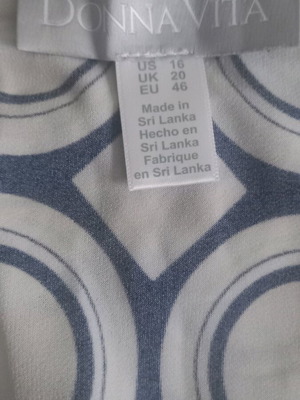 DONNA VITA
US 16
UK 20
EU 46
Made in
Sri Lanka
Hecho en
Sri Lanka
Fabrique
en Sri Lanka